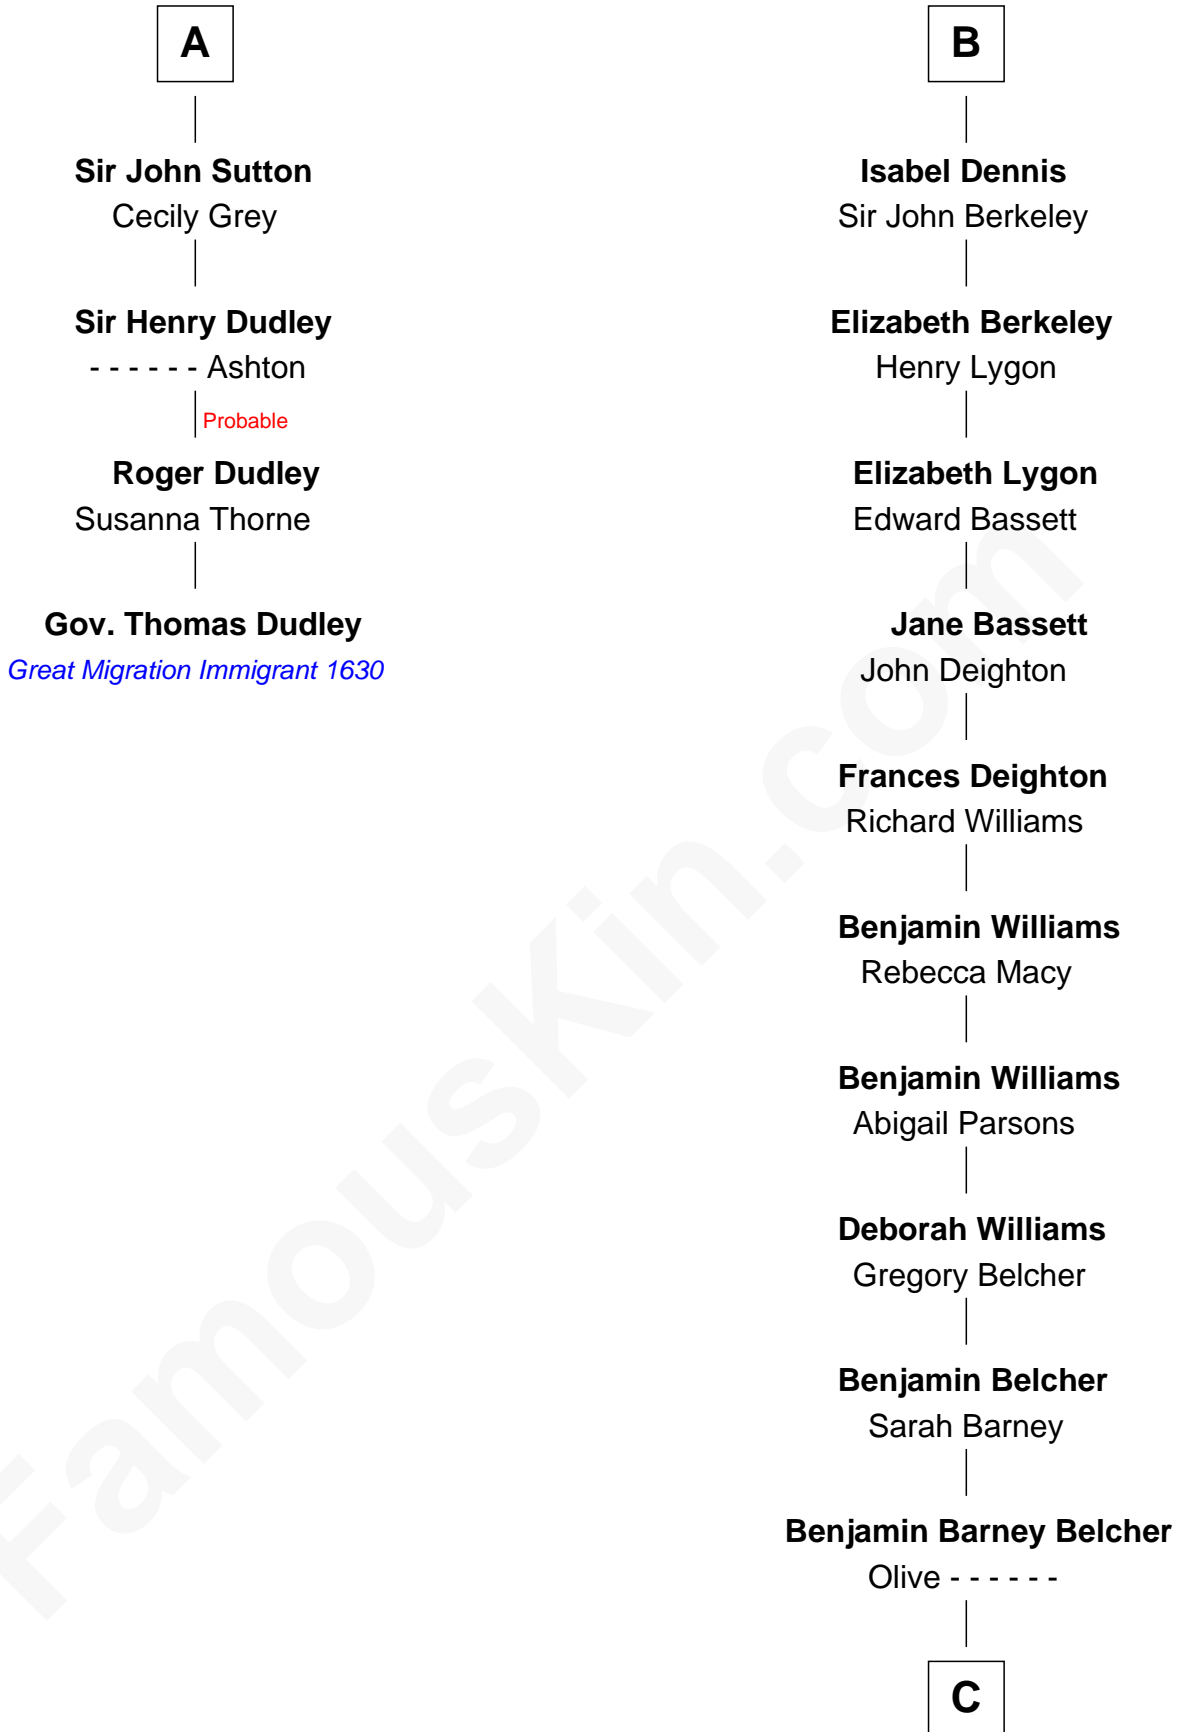 A
Sir John Sutton
Cecily Grey
Sir Henry Dudley
- - - - - - Ashton
Probable
Roger Dudley
Susanna Thorne
Gov. Thomas Dudley
Great Migration Immigrant 1630
B
Isabel Dennis
Sir John Berkeley
Elizabeth Berkeley
Henry Lygon
Elizabeth Lygon
Edward Bassett
Jane Bassett
John Deighton
Frances Deighton
Richard Williams
Benjamin Williams
Rebecca Macy
Benjamin Williams
Abigail Parsons
Deborah Williams
Gregory Belcher
Benjamin Belcher
Sarah Barney
Benjamin Barney Belcher
Olive - - - - - -
C
FamousKin.com